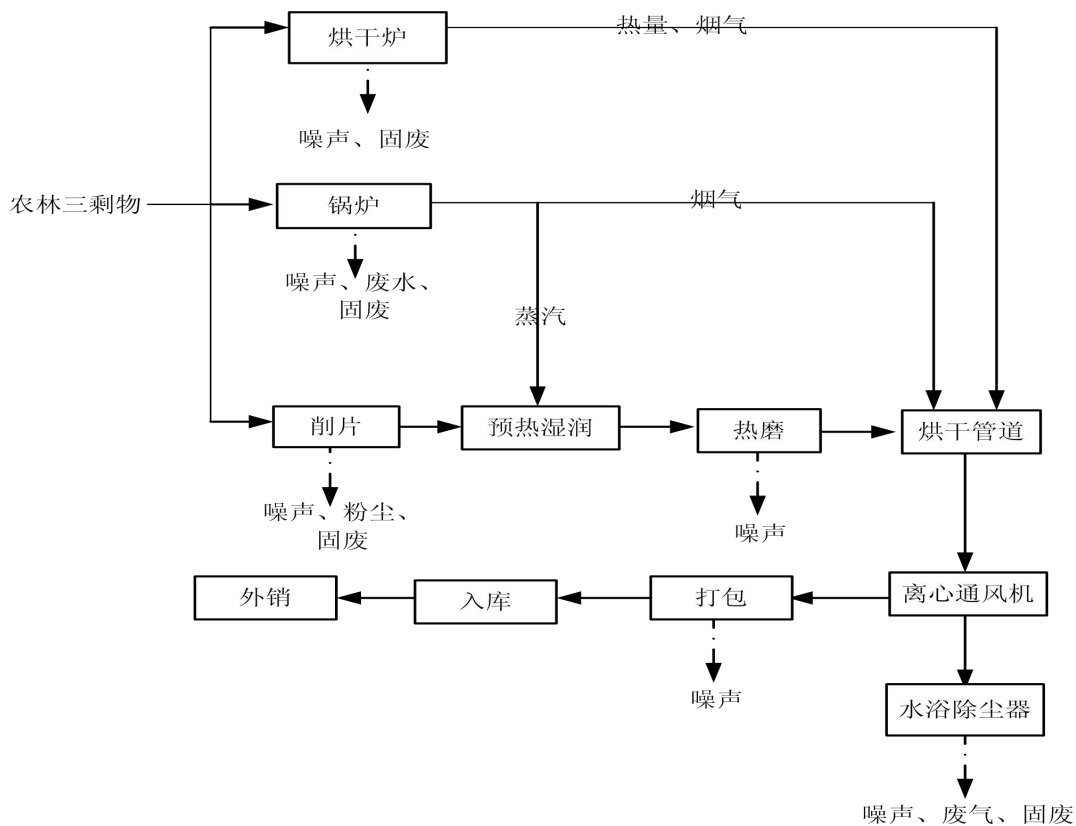 烘干炉
热量、烟气
噪声、固废
农林三剩物
锅炉
烟气
噪声、废水、
固废
蒸汽
削片
预热湿润
热磨
烘干管道
噪声、粉尘、
固废
噪声
外销
入库
打包
离心通风机
噪声
水浴除尘器
噪声、废气、固废